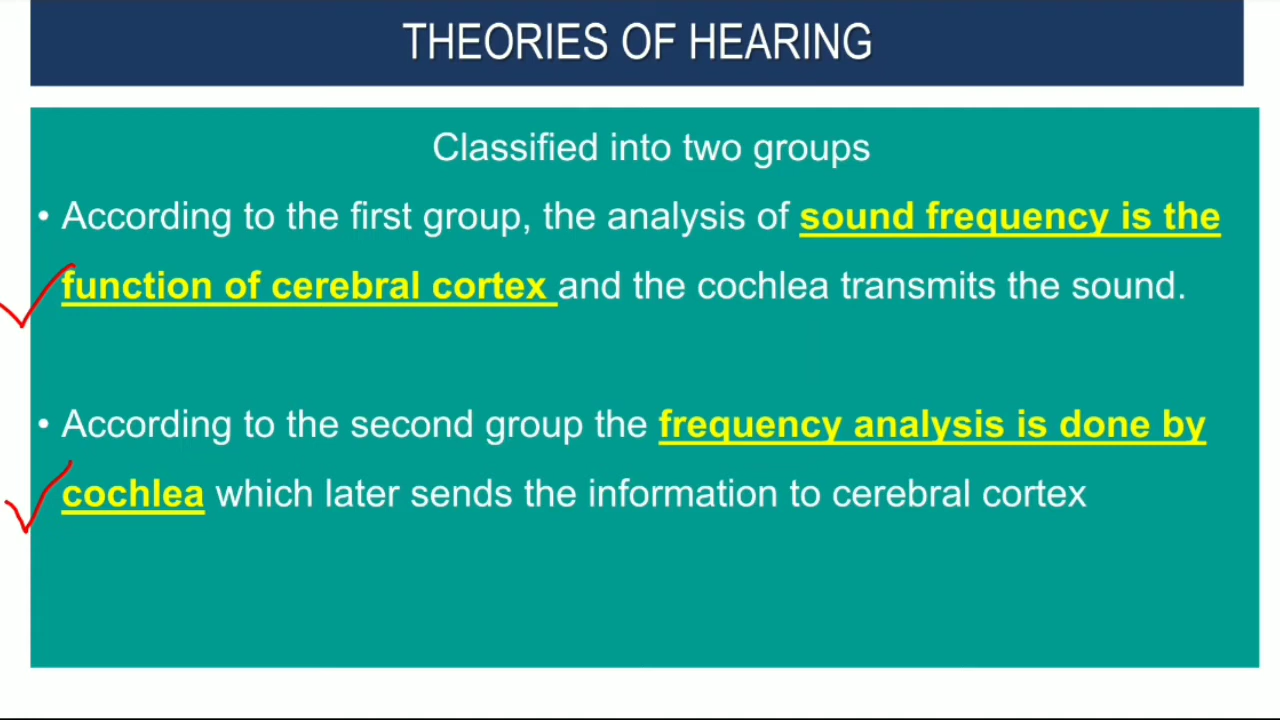 THEORIES OF HEARING
Classified into two groups
• According to the first group, the analysis of sound frequency is the
function of cerebral cortex and the cochlea transmits the sound.
• According to the second group the frequency analysis is done by
cochlea which later sends the information to cerebral cortex